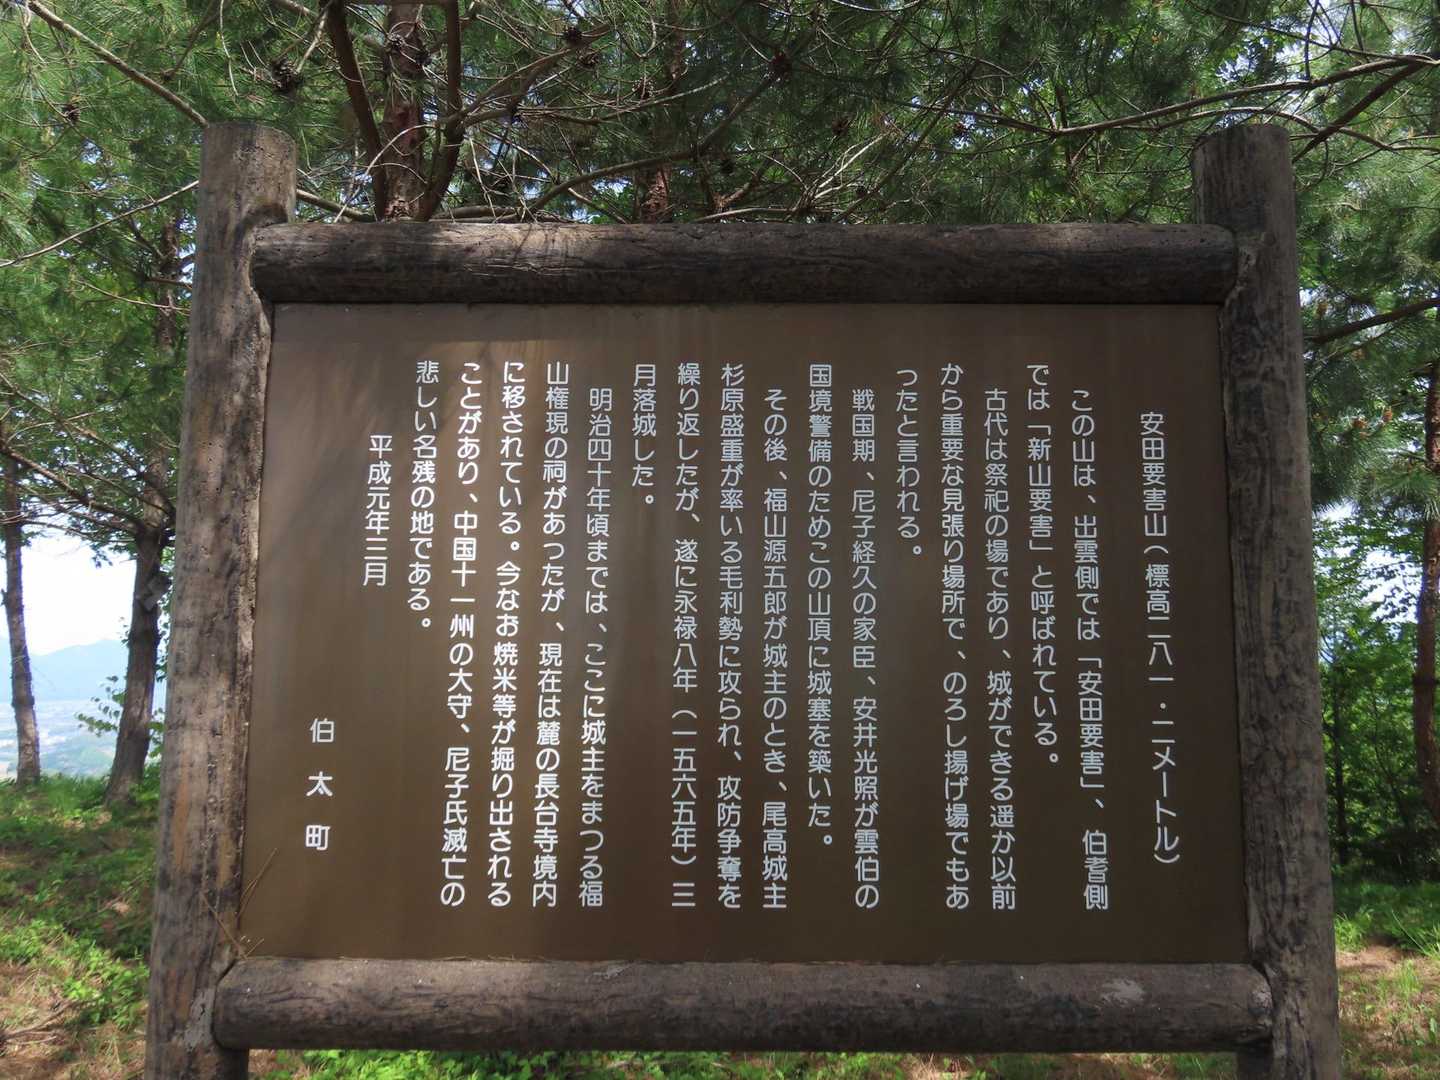 安田要害山(標高二八一・二メートル)
この山は、出雲側では「安田要害」、伯耆側
では「新山要害」と呼ばれている。
古代は祭祀の場であり、城ができる遥か以前
から重要な見張り場所で、のろし揚げ場でもあ
ったと言われる。
戦国期、尼子経久の家臣、安井光照が雲伯の
国境警備のためこの山頂に城塞を築いた。
その後、福山源五郎が城主のとき、尾高城主
杉原盛重が率いる毛利勢に攻られ、攻防争奪を
繰り返したが、遂に永禄八年(一五六五年)三
月落城した。
明治四十年頃までは、ここに城主をまつる福
山権現の祠があったが、現在は麓の長台寺境内
に移されている。今なお焼米等が掘り出される
ことがあり、中国十一州の大守、尼子氏滅亡の
悲しい名残の地である。
平成元年三月
伯太町